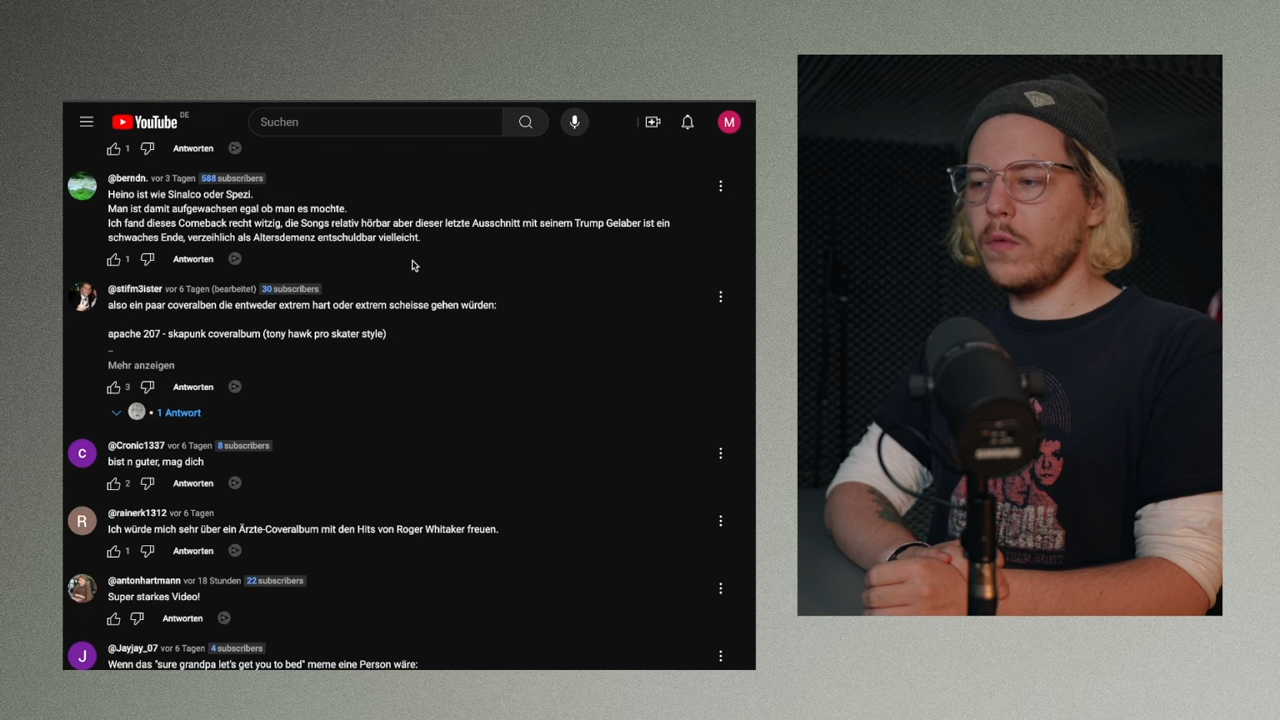 YouTube DE
Suchen
M
1 Antworten
@berndn. vor 3 Tagen 588 subscribers
Heino ist wie Sinalco oder Spezi.
Man ist damit aufgewachsen egal ob man es mochte.
Ich fand dieses Comeback recht witzig, die Songs relativ hörbar aber dieser letzte Ausschnitt mit seinem Trump Gelaber ist ein
schwaches Ende, verzeihlich als Altersdemenz entschuldbar vielleicht.
1 Antworten
@stifm3ister vor 6 Tagen (bearbeitet) 30 subscribers
also ein paar coveralben die entweder extrem hart oder extrem scheisse gehen würden:
apache 207 - skapunk coveralbum (tony hawk pro skater style)
...
Mehr anzeigen
3 Antworten
• 1 Antwort
C
@Cronic1337 vor 6 Tagen 8 subscribers
bist n guter, mag dich
2 Antworten
R
@rainerk1312 vor 6 Tagen
Ich würde mich sehr über ein Ärzte-Coveralbum mit den Hits von Roger Whitaker freuen.
1 Antworten
@antonhartmann vor 18 Stunden 22 subscribers
Super starkes Video!
Antworten
J
@Jayjay_07 vor 6 Tagen 4 subscribers
Wenn das "sure grandpa let's get you to bed" meme eine Person wäre: